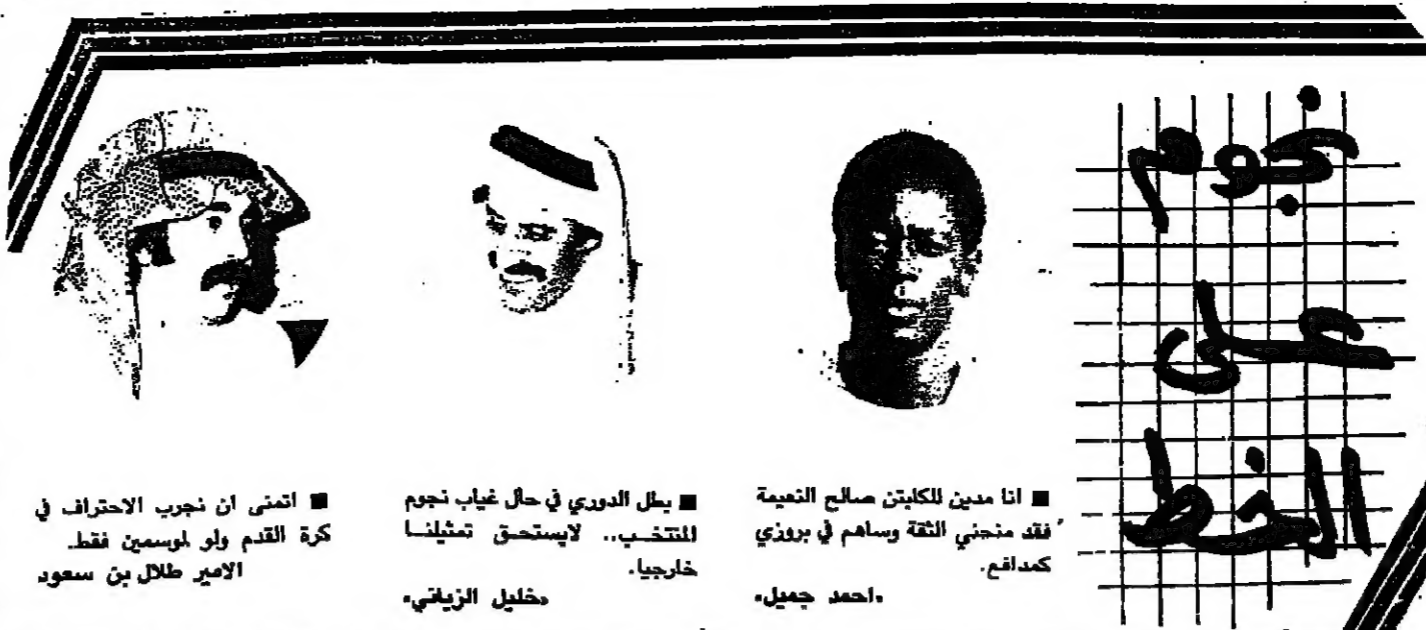 نجوم
على
الخط
■ انا مدين للكابتن صالح النعيمة
فقد منحني الثقة وساهم في بروزي
كمدافع.
«احمد جميل»
■ بطل الدوري في حال غياب نجوم
المنتخب.. لايستحق تمثيلنا
خارجيا.
«خليل الزياني»
■ اتمنى ان نجرب الاحتراف في
كرة القدم ولو لموسمين فقط.
الامير طلال بن سعود